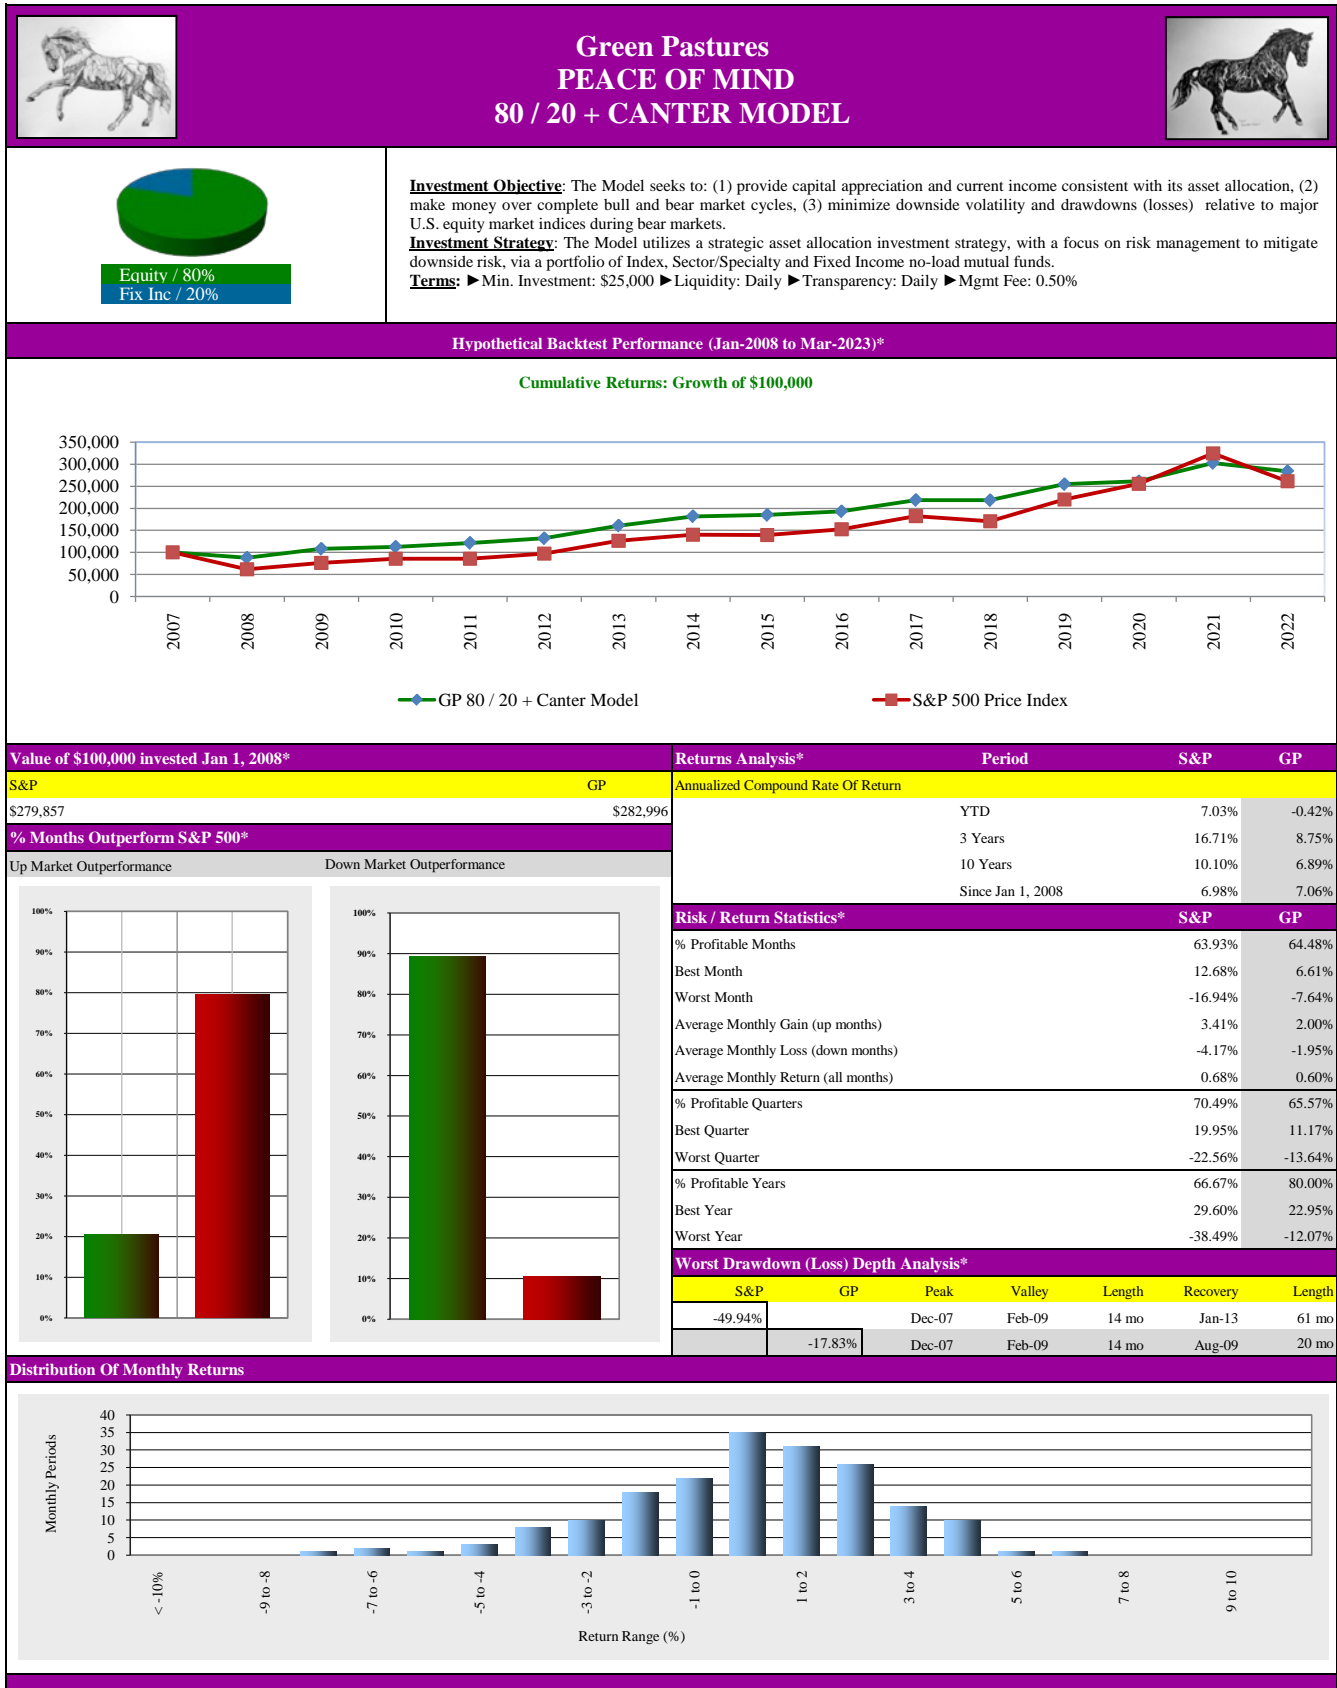 Green Pastures
PEACE OF MIND
80 / 20 + CANTER MODEL
Equity / 80%
Fix Inc / 20%
Investment Objective: The Model seeks to: (1) provide capital appreciation and current income consistent with its asset allocation, (2)
make money over complete bull and bear market cycles, (3) minimize downside volatility and drawdowns (losses) relative to major
U.S. equity market indices during bear markets.
Investment Strategy: The Model utilizes a strategic asset allocation investment strategy, with a focus on risk management to mitigate
downside risk, via a portfolio of Index, Sector/Specialty and Fixed Income no-load mutual funds.
Terms: ►Min. Investment: $25,000 ►Liquidity: Daily ►Transparency: Daily ►Mgmt Fee: 0.50%
Hypothetical Backtest Performance (Jan-2008 to Mar-2023)*
Cumulative Returns: Growth of $100,000
350,000
300,000
250,000
200,000
150,000
100,000
50,000
0
2007 2008 2009 2010 2011 2012 2013 2014 2015 2016 2017 2018 2019 2020 2021 2022
GP 80 / 20 + Canter Model S&P 500 Price Index
Value of $100,000 invested Jan 1, 2008*
S&P GP
$279,857 $282,996
% Months Outperform S&P 500*
Up Market Outperformance Down Market Outperformance
100%
90%
80%
70%
60%
50%
40%
30%
20%
10%
0%
100%
90%
80%
70%
60%
50%
40%
30%
20%
10%
0%
Returns Analysis* Period S&P GP
Annualized Compound Rate Of Return
YTD 7.03% -0.42%
3 Years 16.71% 8.75%
10 Years 10.10% 6.89%
Since Jan 1, 2008 6.98% 7.06%
Risk / Return Statistics* S&P GP
% Profitable Months 63.93% 64.48%
Best Month 12.68% 6.61%
Worst Month -16.94% -7.64%
Average Monthly Gain (up months) 3.41% 2.00%
Average Monthly Loss (down months) -4.17% -1.95%
Average Monthly Return (all months) 0.68% 0.60%
% Profitable Quarters 70.49% 65.57%
Best Quarter 19.95% 11.17%
Worst Quarter -22.56% -13.64%
% Profitable Years 66.67% 80.00%
Best Year 29.60% 22.95%
Worst Year -38.49% -12.07%
Worst Drawdown (Loss) Depth Analysis*
S&P GP Peak Valley Length Recovery Length
-49.94% Dec-07 Feb-09 14 mo Jan-13 61 mo
-17.83% Dec-07 Feb-09 14 mo Aug-09 20 mo
Distribution Of Monthly Returns
Monthly Periods
40
35
30
25
20
15
10
5
0
< -10% -9 to -8 -7 to -6 -5 to -4 -3 to -2 -1 to 0 1 to 2 3 to 4 5 to 6 7 to 8 9 to 10
Return Range (%)